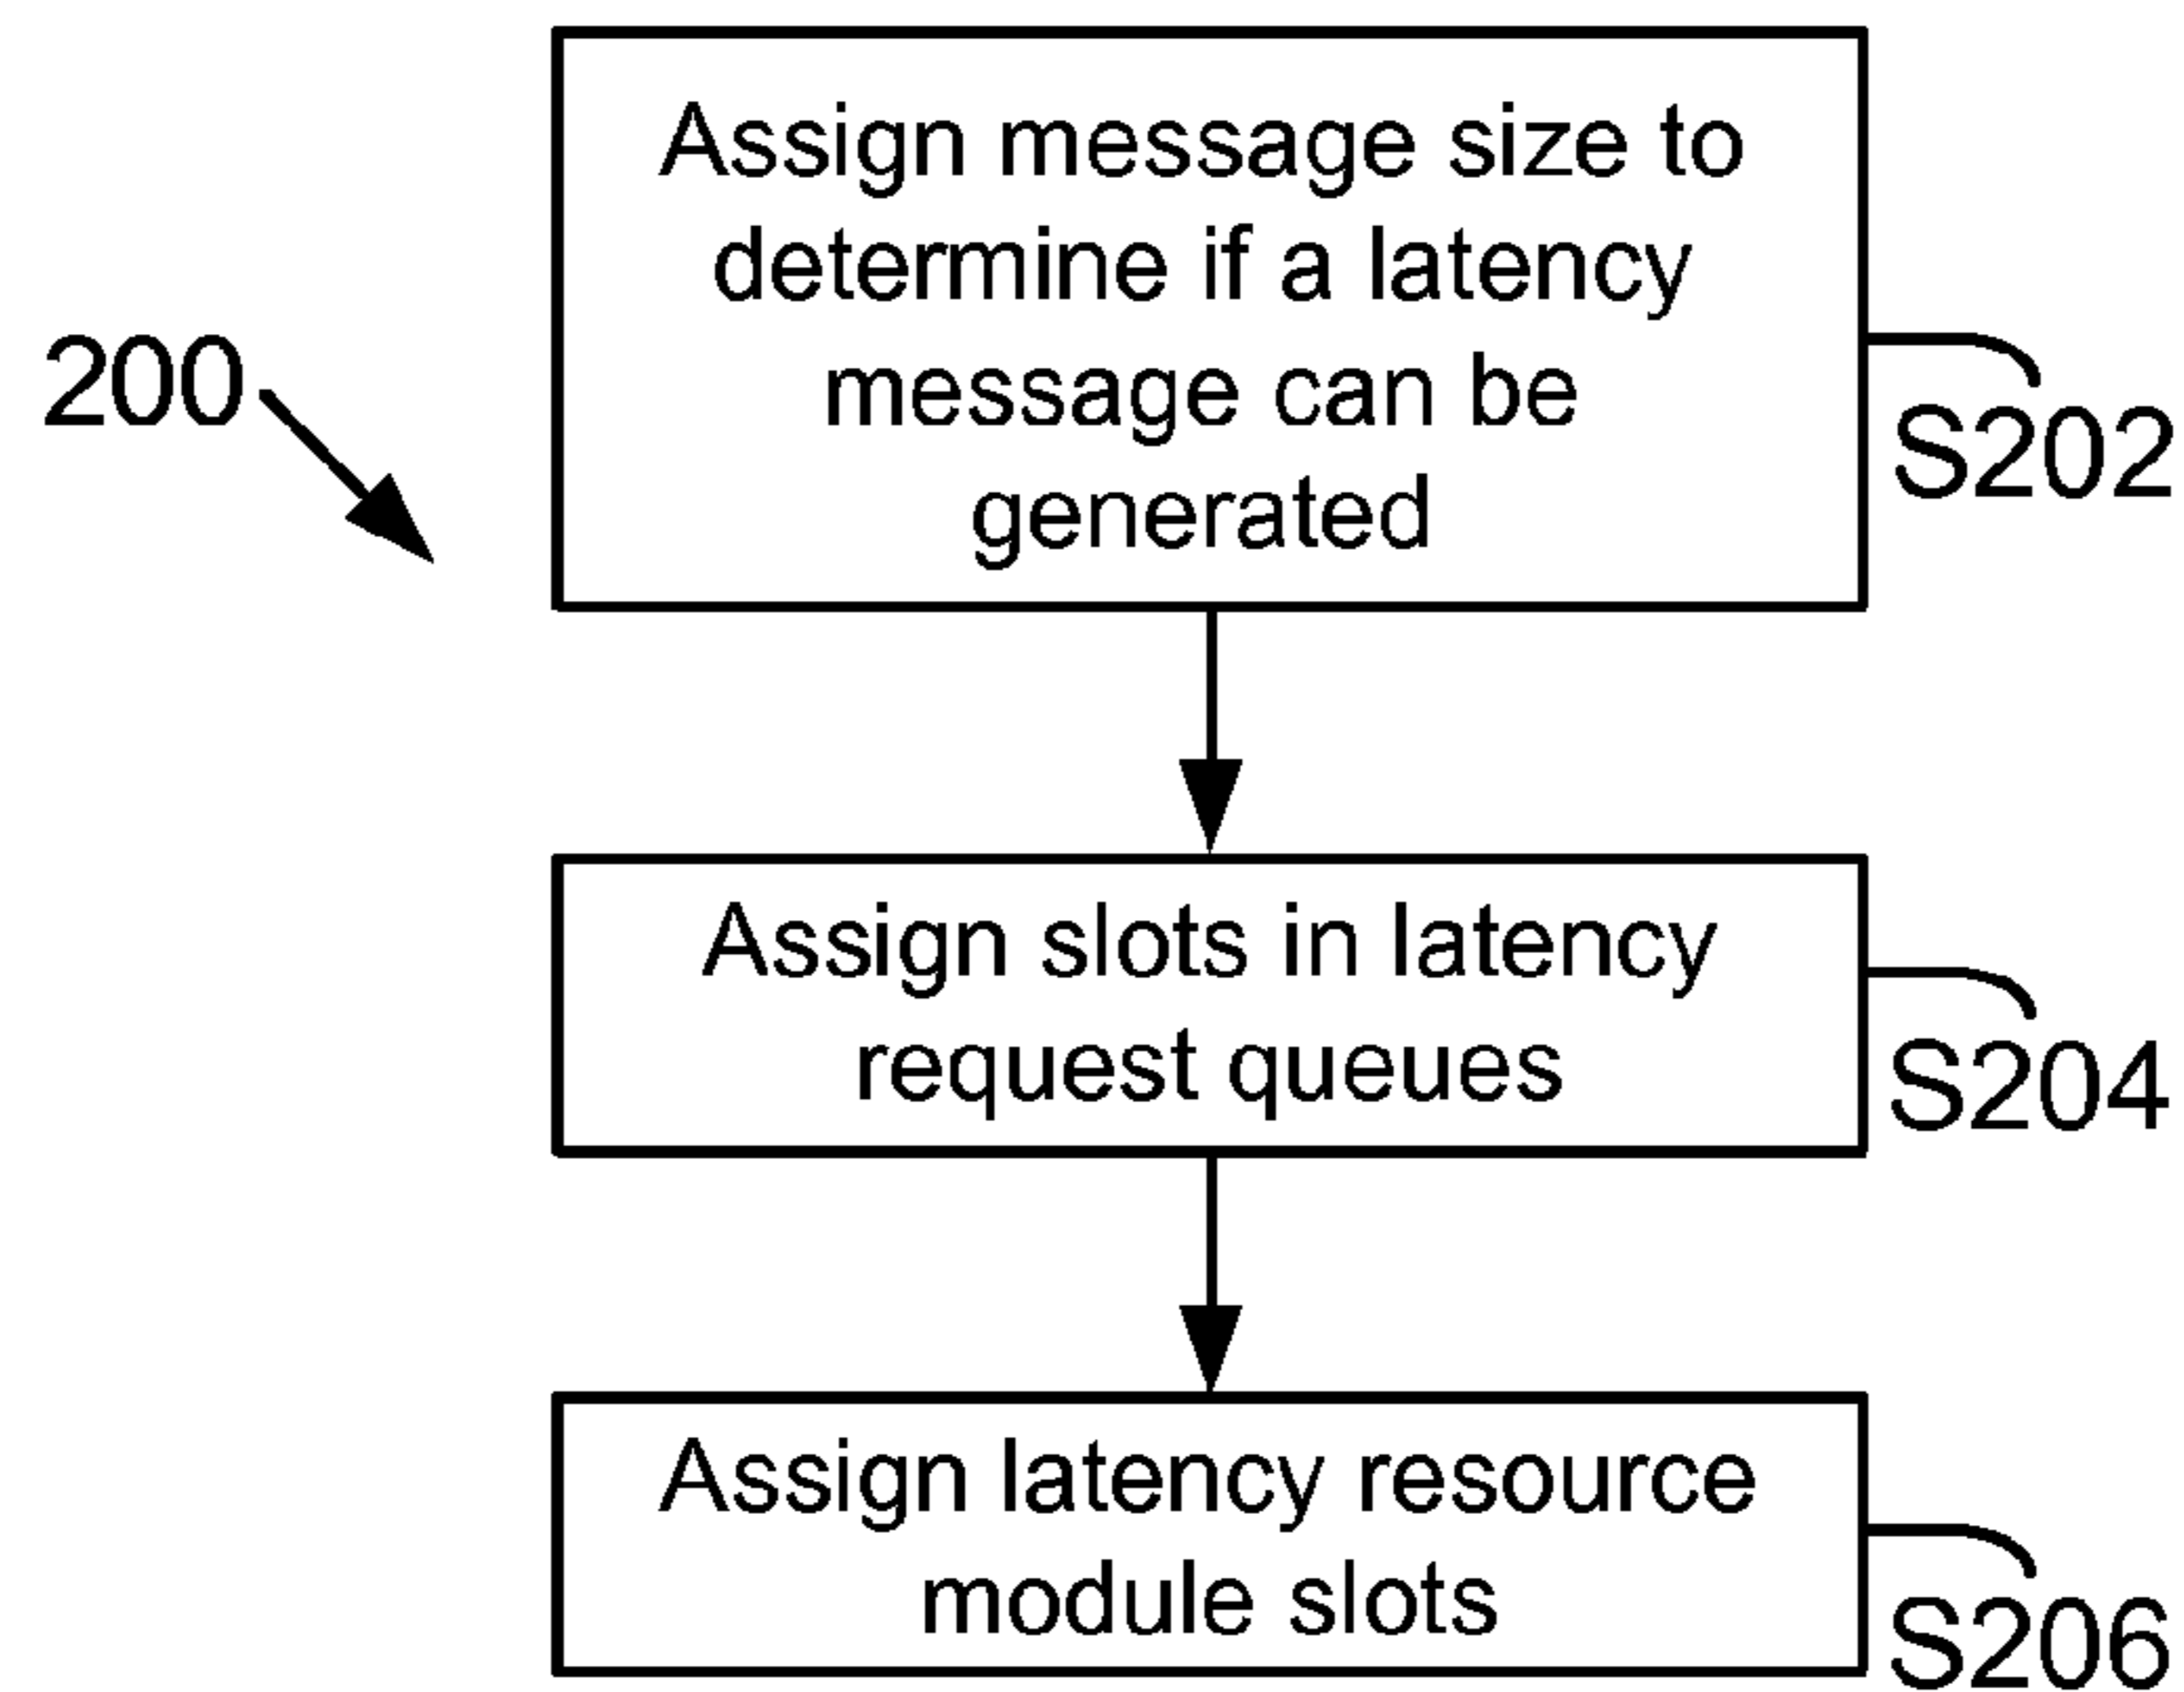 Assign message size to
determine if a latency
message can be
generated
200
S202
Assign slots in latency
request queues
S204
Assign latency resource
module slots
S206